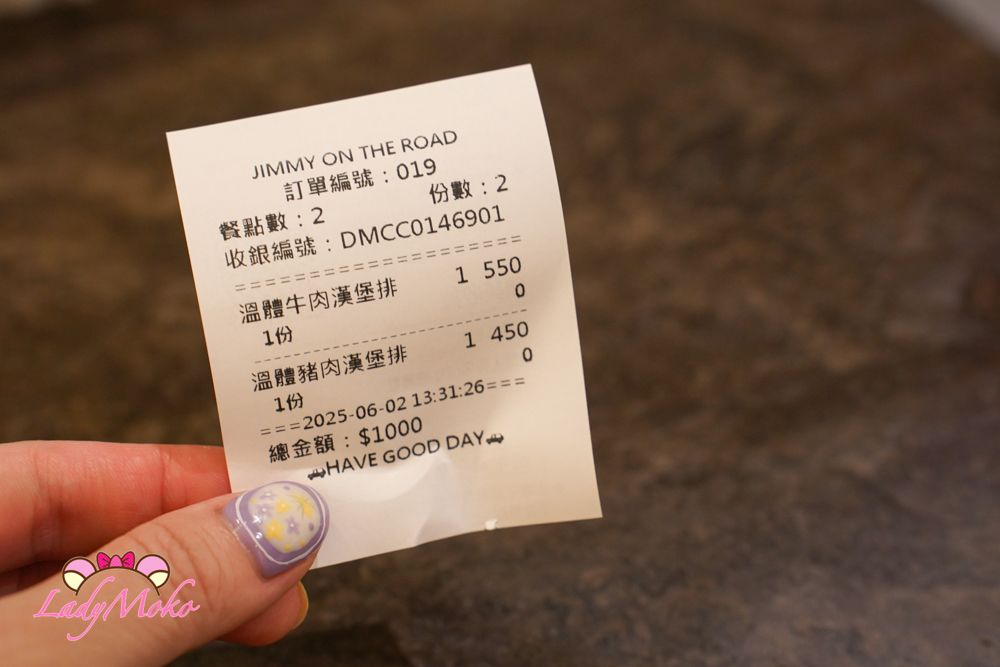 JIMMY ON THE ROAD
訂單編號：019
餐點數：2 份數：2
收銀編號：DMCC0146901
====================
溫體牛肉漢堡排 1 550
1份 0
--------------------------------
溫體豬肉漢堡排 1 450
1份 0
===2025-06-02 13:31:26===
總金額：$1000
🚗HAVE GOOD DAY🚗
LadyMoko